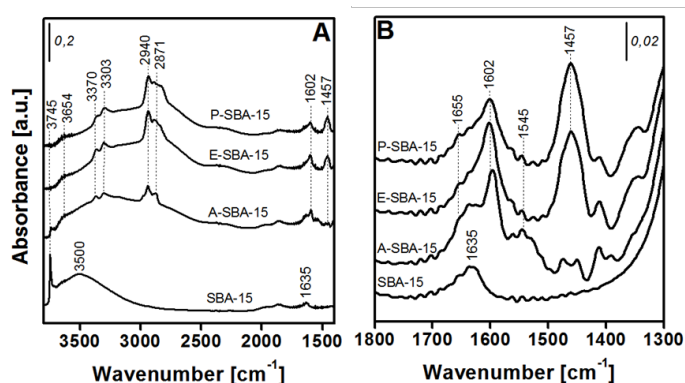 0,2
A
2940
2871
3370
3303
3745
3654
1602
1457
P-SBA-15
E-SBA-15
A-SBA-15
3500
SBA-15
1635
Absorbance [a.u.]
3500 3000 2500 2000 1500
Wavenumber [cm-1]
B
1457
0,02
1602
1655
1545
P-SBA-15
E-SBA-15
A-SBA-15
1635
SBA-15
1800 1700 1600 1500 1400 1300
Wavenumber [cm-1]